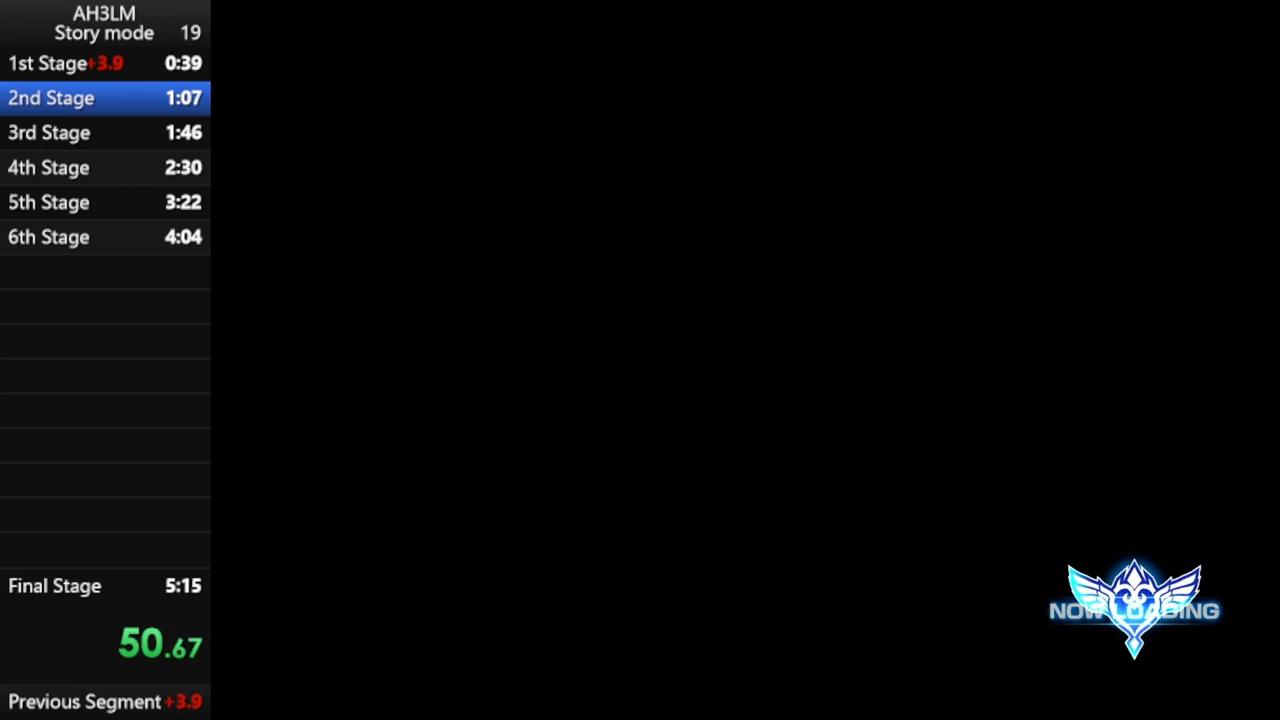 AH3LM
Story mode 19
1st Stage +3.9 0:39
2nd Stage 1:07
3rd Stage 1:46
4th Stage 2:30
5th Stage 3:22
6th Stage 4:04
Final Stage 5:15
50.67
NOW LOADING
Previous Segment +3.9